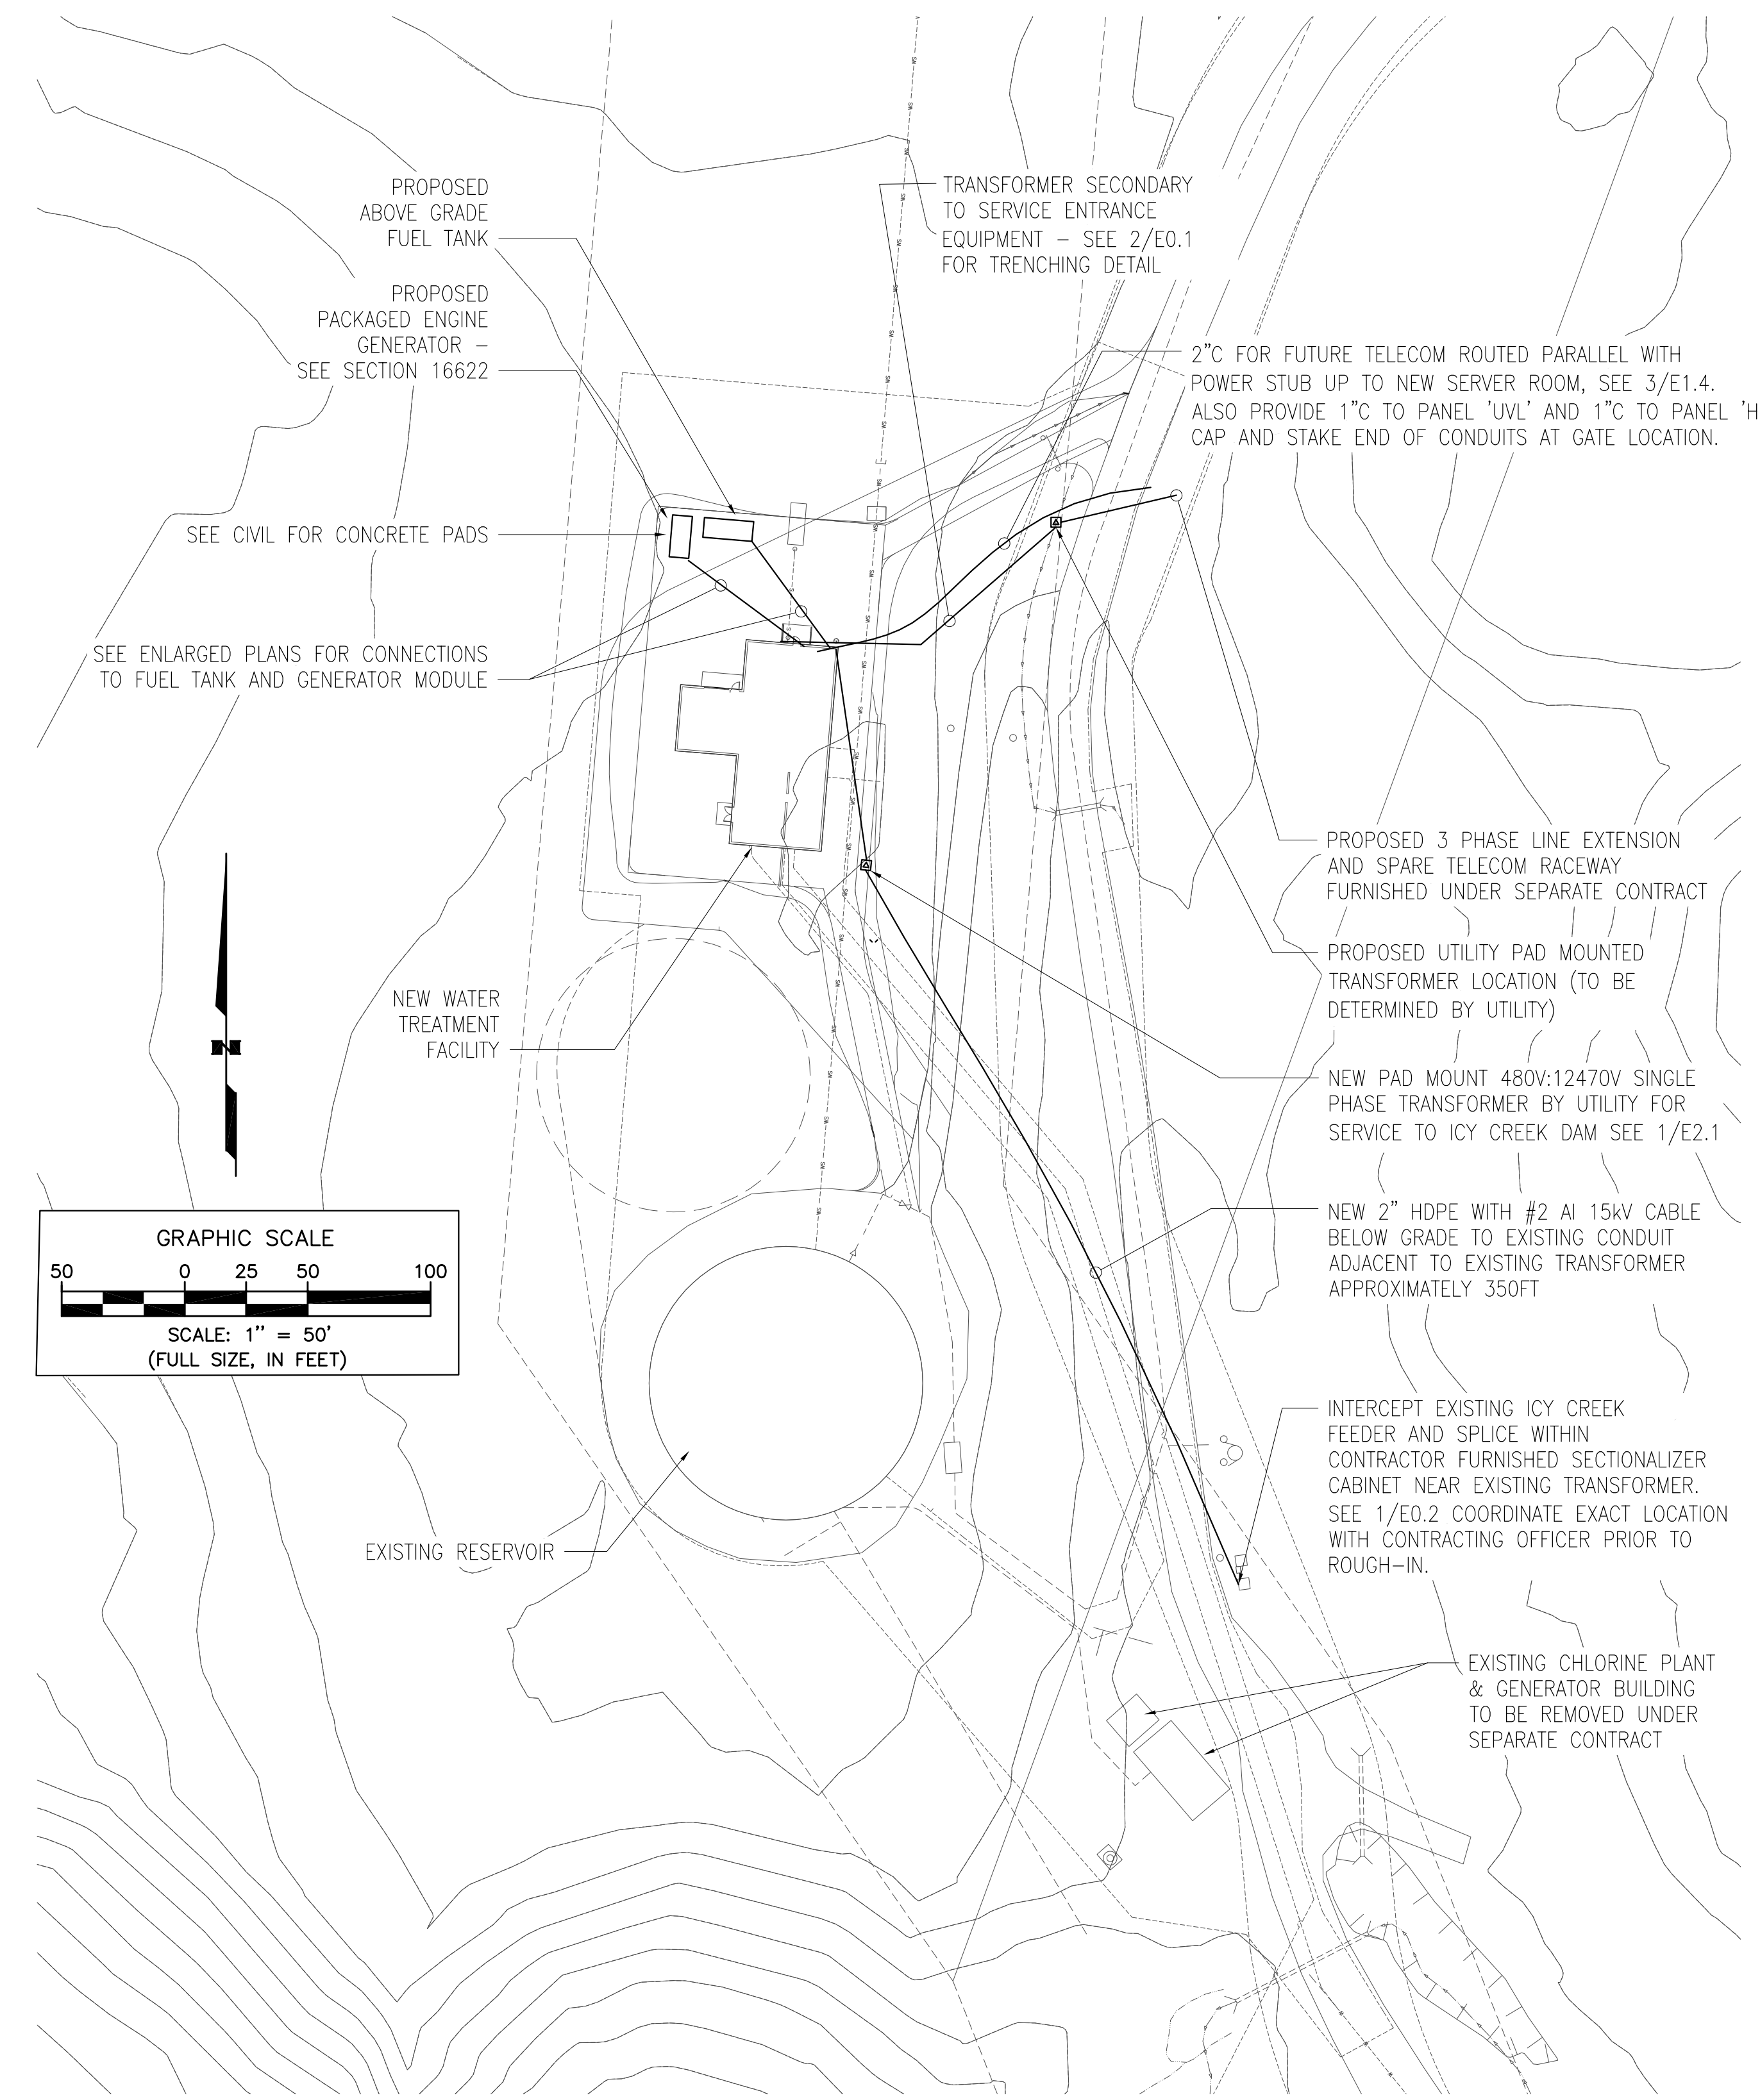 PROPOSED
ABOVE GRADE
FUEL TANK
TRANSFORMER SECONDARY
TO SERVICE ENTRANCE
EQUIPMENT – SEE 2/E0.1
FOR TRENCHING DETAIL
PROPOSED
PACKAGED ENGINE
GENERATOR –
SEE SECTION 16622
2"C FOR FUTURE TELECOM ROUTED PARALLEL WITH
POWER STUB UP TO NEW SERVER ROOM, SEE 3/E1.4.
ALSO PROVIDE 1"C TO PANEL 'UVL' AND 1"C TO PANEL 'H
CAP AND STAKE END OF CONDUITS AT GATE LOCATION.
SEE CIVIL FOR CONCRETE PADS
SEE ENLARGED PLANS FOR CONNECTIONS
TO FUEL TANK AND GENERATOR MODULE
PROPOSED 3 PHASE LINE EXTENSION
AND SPARE TELECOM RACEWAY
FURNISHED UNDER SEPARATE CONTRACT
PROPOSED UTILITY PAD MOUNTED
TRANSFORMER LOCATION (TO BE
DETERMINED BY UTILITY)
NEW WATER
TREATMENT
FACILITY
N
NEW PAD MOUNT 480V:12470V SINGLE
PHASE TRANSFORMER BY UTILITY FOR
SERVICE TO ICY CREEK DAM SEE 1/E2.1
NEW 2" HDPE WITH #2 Al 15kV CABLE
BELOW GRADE TO EXISTING CONDUIT
ADJACENT TO EXISTING TRANSFORMER
APPROXIMATELY 350FT
GRAPHIC SCALE
50 0 25 50 100
SCALE: 1" = 50'
(FULL SIZE, IN FEET)
INTERCEPT EXISTING ICY CREEK
FEEDER AND SPLICE WITHIN
CONTRACTOR FURNISHED SECTIONALIZER
CABINET NEAR EXISTING TRANSFORMER.
SEE 1/E0.2 COORDINATE EXACT LOCATION
WITH CONTRACTING OFFICER PRIOR TO
ROUGH–IN.
EXISTING RESERVOIR
EXISTING CHLORINE PLANT
& GENERATOR BUILDING
TO BE REMOVED UNDER
SEPARATE CONTRACT